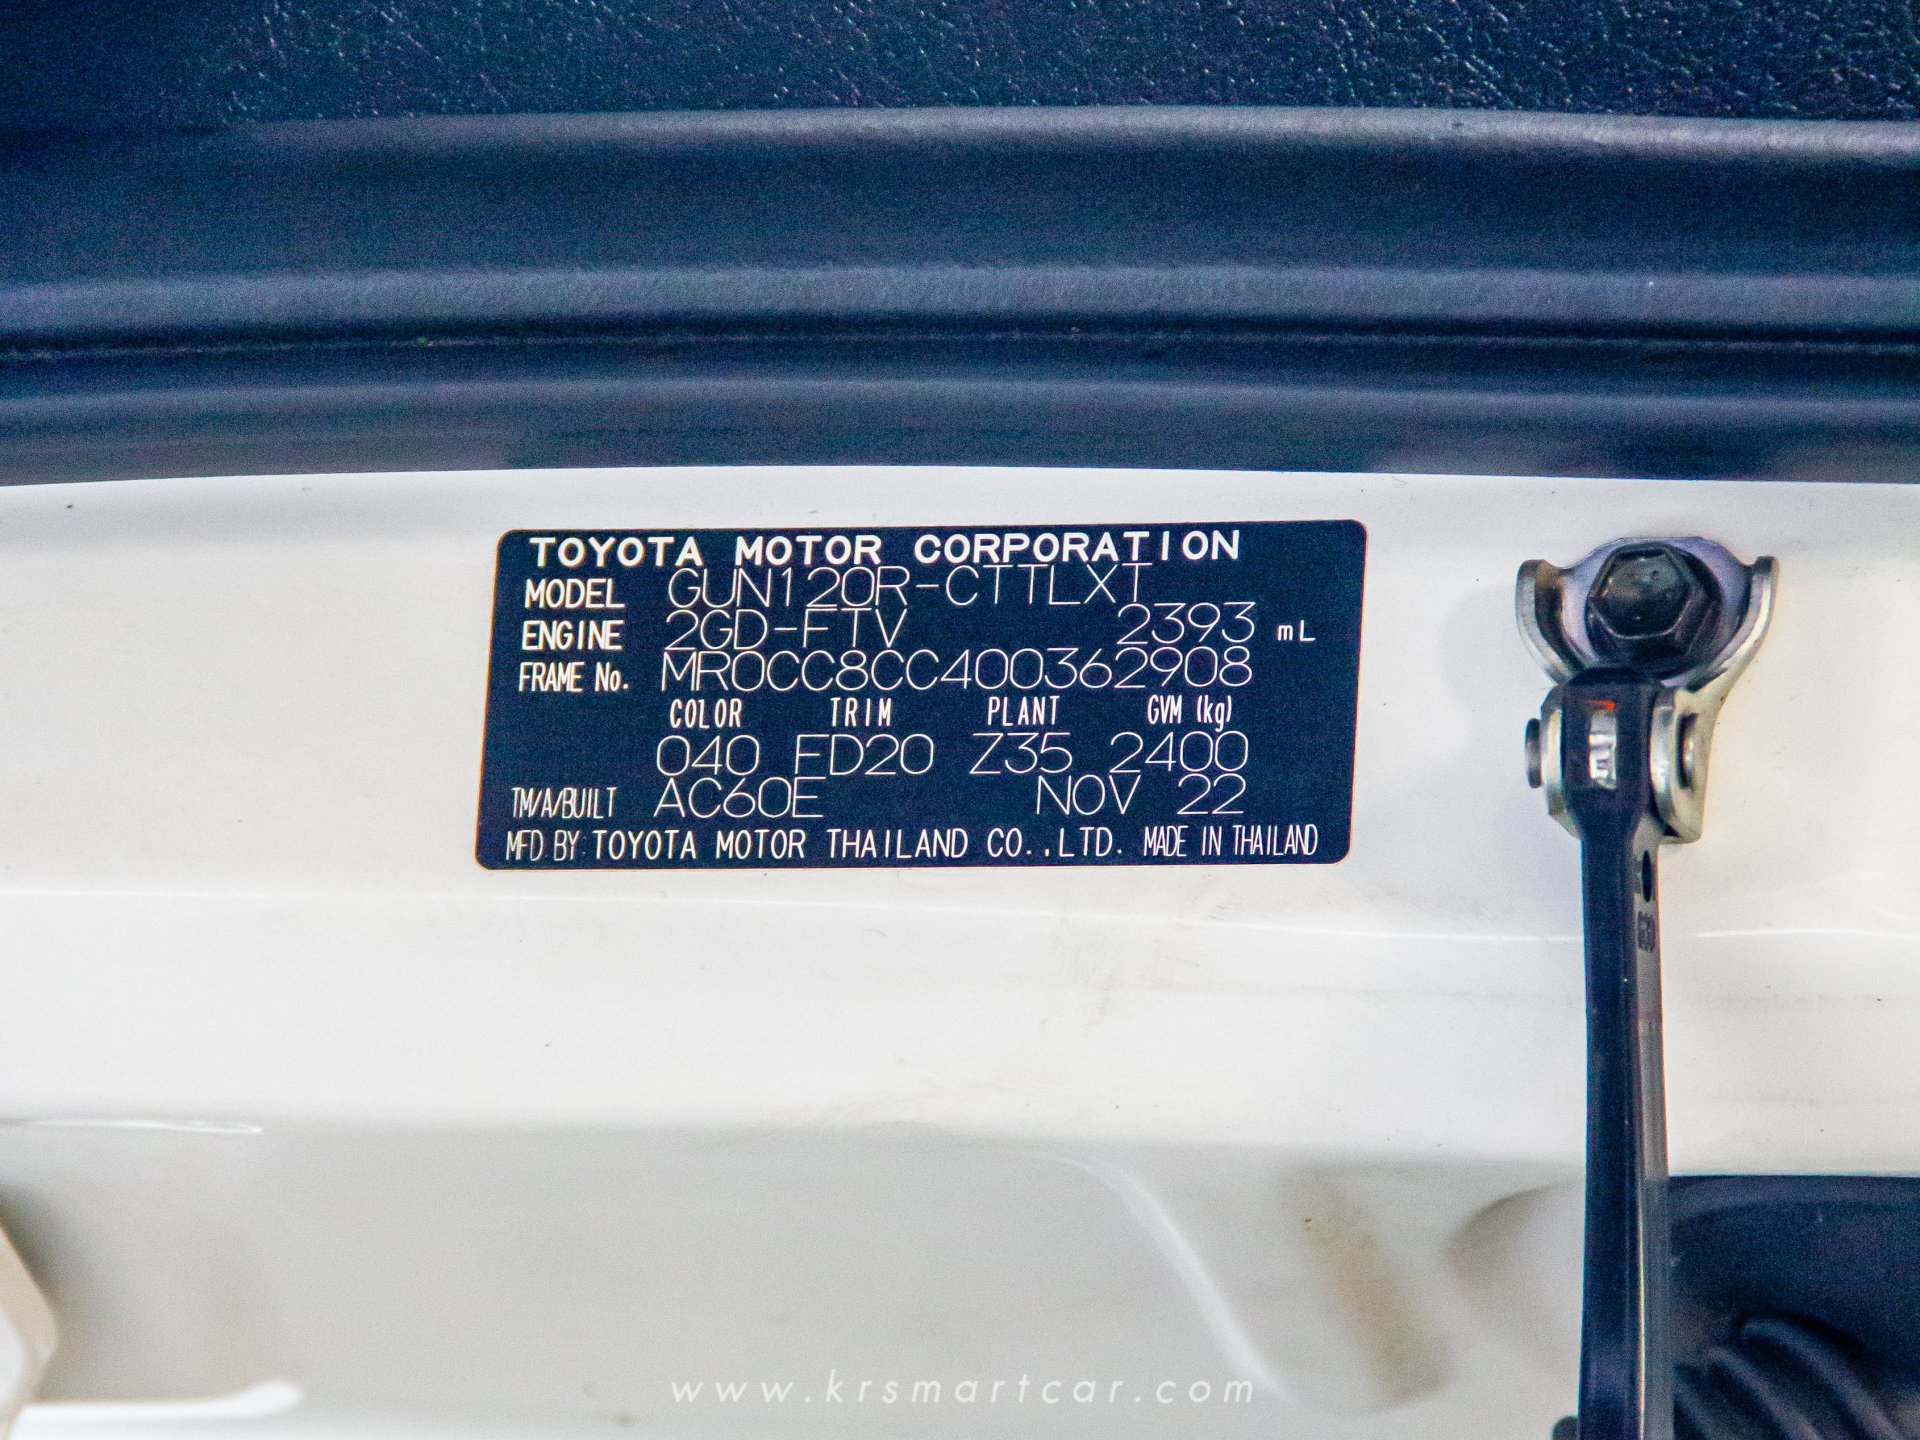 TOYOTA MOTOR CORPORATION
MODEL GUN120R-CTTLXT
ENGINE 2GD-FTV 2393 mL
FRAME No. MR0CC8CC400362908
COLOR TRIM PLANT GVM (kg)
040 FD20 Z35 2400
TM/A/BUILT AC60E NOV 22
MFD BY: TOYOTA MOTOR THAILAND CO.,LTD. MADE IN THAILAND
www.krsmartcar.com